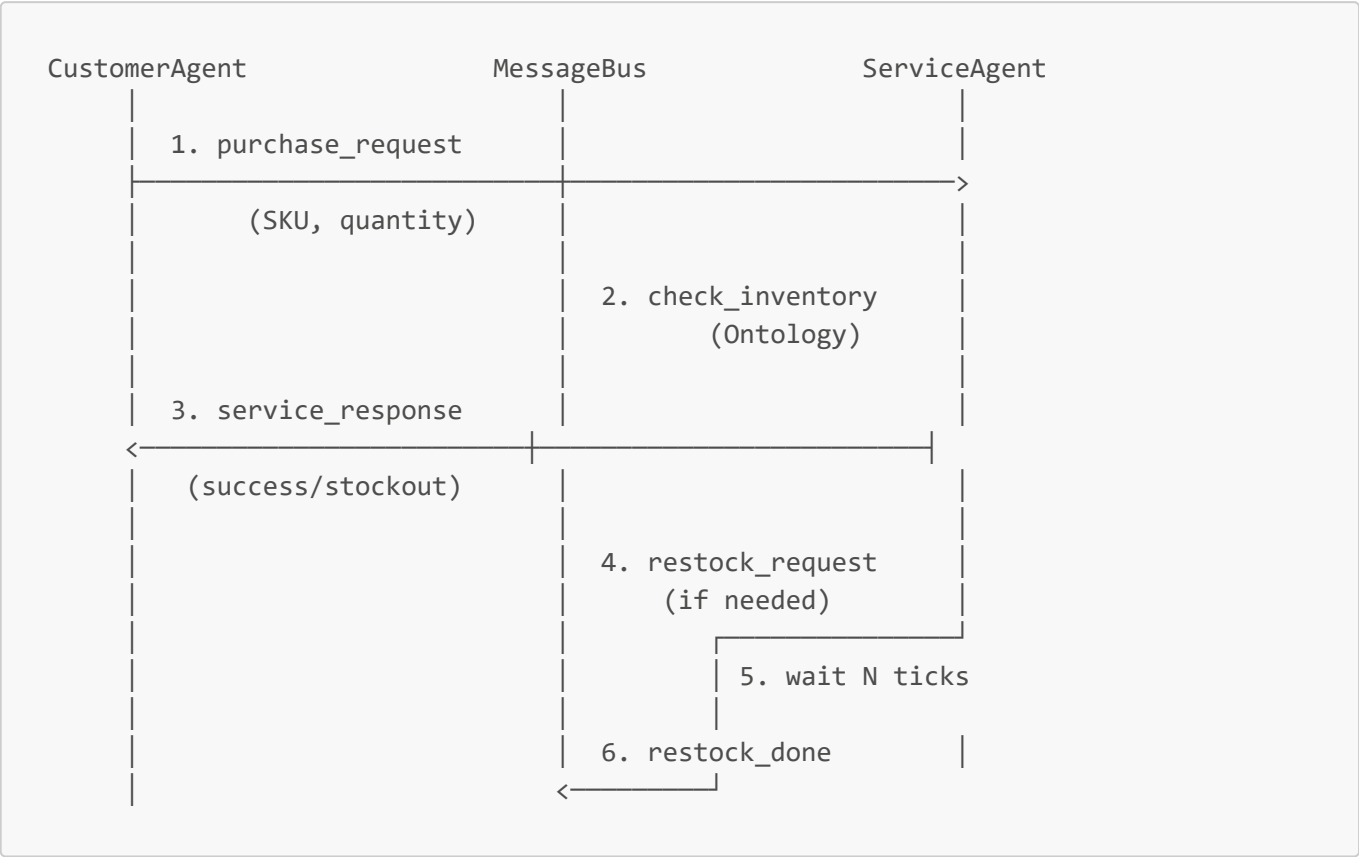 CustomerAgent MessageBus ServiceAgent
1. purchase_request
(SKU, quantity)
2. check_inventory
(Ontology)
3. service_response
(success/stockout)
4. restock_request
(if needed)
5. wait N ticks
6. restock_done